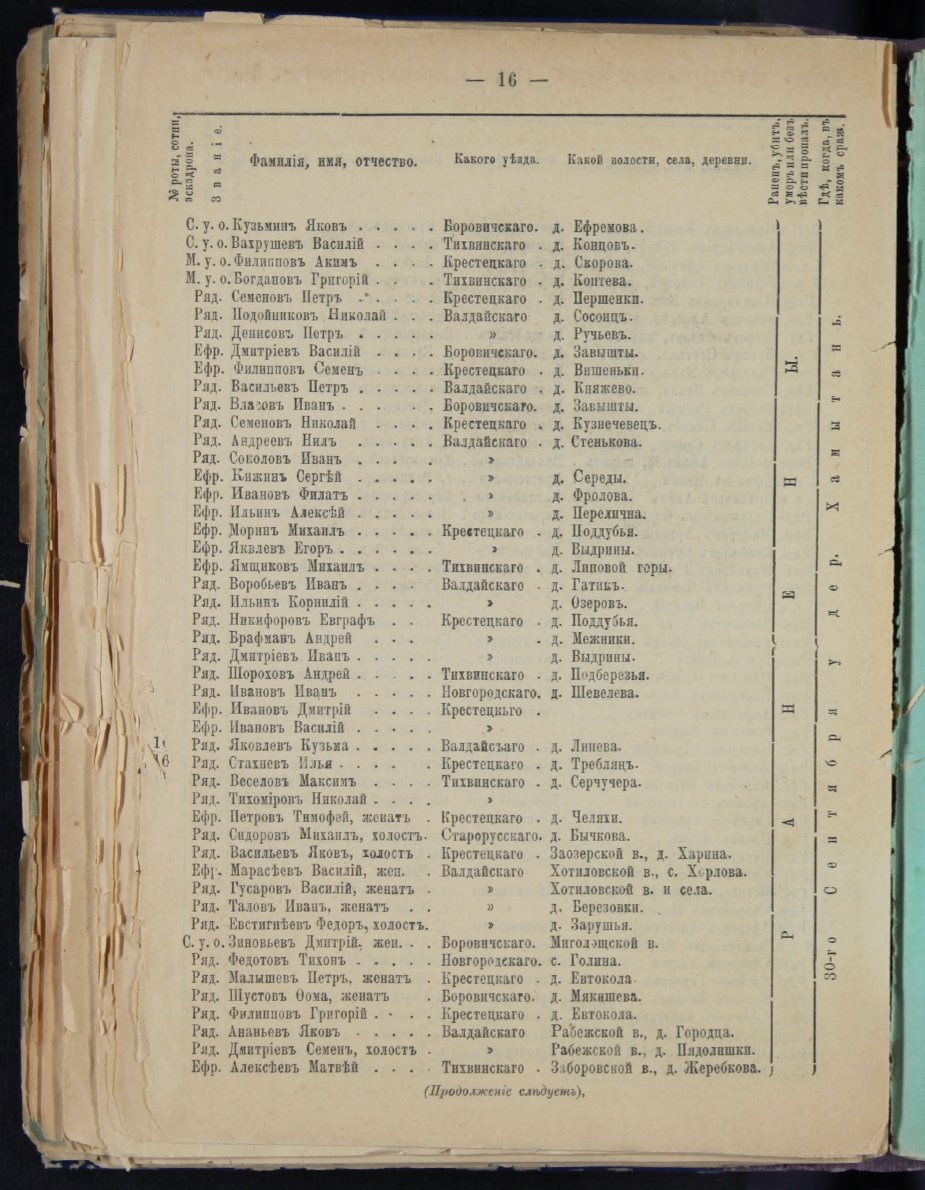 — 16 —
№ роты, сотни, эскадрона.
Званіе.
Фамилія, имя, отчество.
Какого уѣзда.
Какой волости, села, деревни.
Раненъ, убитъ, умеръ или безъ вѣсти пропалъ.
Гдѣ, когда, въ какомъ сраж.
С. у. о. Кузьминъ Яковъ . . . . . Боровичскаго. д. Ефремова.
С. у. о. Вахрушевъ Василій . . . . Тихвинскаго . д. Концовъ.
М. у. о. Филипповъ Акимъ . . . . Крестецкаго . д. Скорова.
М. у. о. Богдановъ Григорій . . . Тихвинскаго . д. Коптева.
Ряд. Семеновъ Петръ . . . . . Крестецкаго . д. Першенки.
Ряд. Подойниковъ Николай . . . Валдайскаго д. Сосонцъ.
Ряд. Денисовъ Петръ . . . . . » д. Ручьевъ.
Ефр. Дмитріевъ Василій . . . . Боровичскаго. д. Завышты.
Ефр. Филипповъ Семенъ . . . . Крестецкаго . д. Вишеньки.
Ряд. Васильевъ Петръ . . . . . Валдайскаго . д. Княжево.
Ряд. Власовъ Иванъ . . . . . . Боровичскаго. д. Завышты.
Ряд. Семеновъ Николай . . . . Крестецкаго . д. Кузнечевецъ.
Ряд. Андреевъ Нилъ . . . . . Валдайскаго . д. Стенькова.
Ряд. Соколовъ Иванъ . . . . . »
Ефр. Княжинъ Сергѣй . . . . . » д. Середы.
Ефр. Ивановъ Филатъ . . . . . » д. Фролова.
Ефр. Ильинъ Алексѣй . . . . . » д. Перелична.
Ефр. Моринъ Михаилъ . . . . . Крестецкаго . д. Поддубья.
Ефр. Яквлевъ Егоръ . . . . . . » д. Выдрины.
Ефр. Ямщиковъ Михаилъ . . . . Тихвинскаго . д. Липовой горы.
Ряд. Воробьевъ Иванъ . . . . . Валдайскаго . д. Гатикъ.
Ряд. Ильинъ Корнилій . . . . . » д. Озеровъ.
Ряд. Никифоровъ Евграфъ . . Крестецкаго . д. Поддубья.
Ряд. Брафманъ Андрей . . . » . д. Межники.
Ряд. Дмитріевъ Иванъ . . . . . » д. Выдрины.
Ряд. Шороховъ Андрей . . . . . Тихвинскаго . д. Подберезья.
Ряд. Ивановъ Иванъ . . . . . Новгородскаго. д. Шевелева.
Ефр. Ивановъ Дмитрій . . . . Крестецкьго .
Ефр. Ивановъ Василій . . . . . »
Ряд. Яковлевъ Кузьма . . . . . Валдайсъаго . д. Липева.
Ряд. Стахневъ Илья . . . . . Крестецкаго . д. Требляцъ.
Ряд. Веселовъ Максимъ . . . . Тихвинскаго . д. Серчучера.
Ряд. Тихоміровъ Николай . . . . »
Ефр. Петровъ Тимофей, женатъ . Крестецкаго . д. Челяхи.
Ряд. Сидоровъ Михаилъ, холостъ. Старорусскаго. д. Бычкова.
Ряд. Васильевъ Яковъ, холостъ . Крестецкаго . Заозерской в., д. Харина.
Ефр. Марасѣевъ Василій, жен. . Валдайскаго Хотиловской в., с. Хорлова.
Ряд. Гусаровъ Василій, женатъ . » Хотиловской в. и села.
Ряд. Таловъ Иванъ, женатъ . . » д. Березовки.
Ряд. Евстигнѣевъ Федоръ, холостъ. » д. Зарушья.
С. у. о. Зиновьевъ Дмитрій, жен. . . Боровичскаго. Миголощской в.
Ряд. Федотовъ Тихонъ . . . . . Новгородскаго. с. Голина.
Ряд. Малышевъ Петръ, женатъ . Крестецкаго . д. Евтокола.
Ряд. Шустовъ Ѳома, женатъ . Боровичскаго. д. Мякишева.
Ряд. Филипповъ Григорій . . . . Крестецкаго . д. Евтокола.
Ряд. Ананьевъ Яковъ . . . . . Валдайскаго Рабежской в., д. Городца.
Ряд. Дмитріевъ Семенъ, холостъ . » Рабежской в., д. Пядолишки.
Ефр. Алексѣевъ Матвѣй . . . . Тихвинскаго . Заборовской в., д. Жеребкова.
РАНЕНЫ.
30-го Сентября у дер. Хамытань.
(Продолженіе слѣдуетъ),